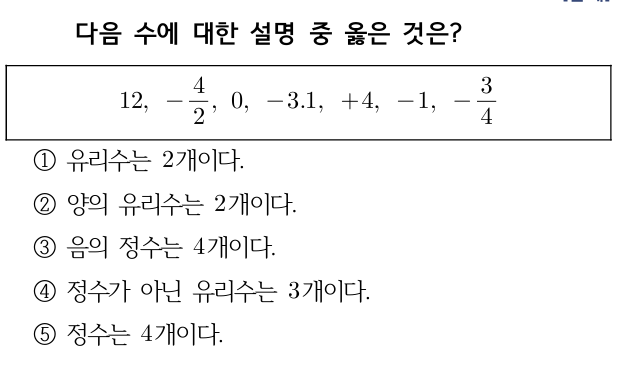 다음 수에 대한 설명 중 옳은 것은?
12, −4/2, 0, −3.1, +4, −1, −3/4
① 유리수는 2개이다.
② 양의 유리수는 2개이다.
③ 음의 정수는 4개이다.
④ 정수가 아닌 유리수는 3개이다.
⑤ 정수는 4개이다.